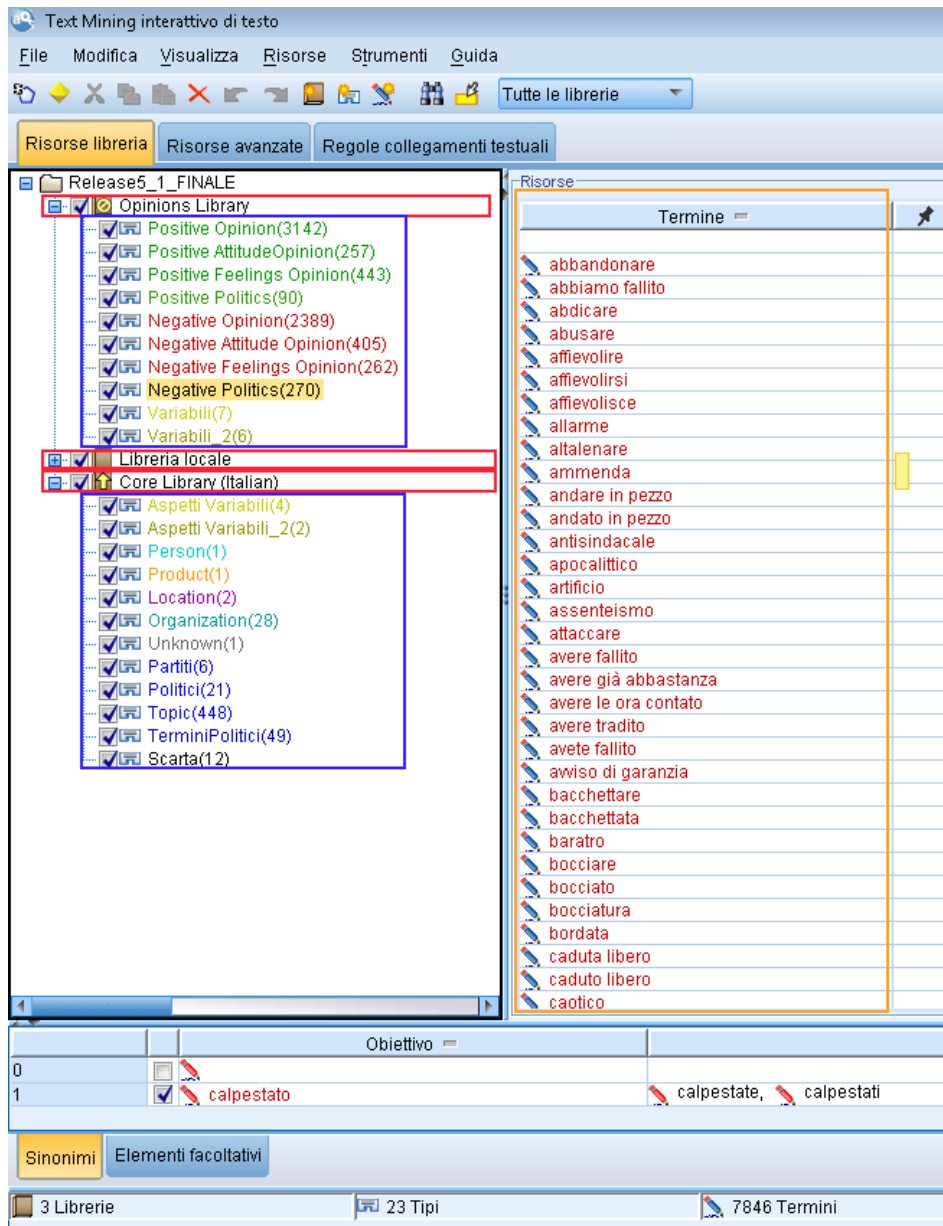 Text Mining interattivo di testo
File Modifica Visualizza Risorse Strumenti Guida
Tutte le librerie
Risorse libreria Risorse avanzate Regole collegamenti testuali
Release5_1_FINALE
Opinions Library
Positive Opinion(3142)
Positive AttitudeOpinion(257)
Positive Feelings Opinion(443)
Positive Politics(90)
Negative Opinion(2389)
Negative Attitude Opinion(405)
Negative Feelings Opinion(262)
Negative Politics(270)
Variabili(7)
Variabili_2(6)
Libreria locale
Core Library (Italian)
Aspetti Variabili(4)
Aspetti Variabili_2(2)
Person(1)
Product(1)
Location(2)
Organization(28)
Unknown(1)
Partiti(6)
Politici(21)
Topic(448)
TerminiPolitici(49)
Scarta(12)
Risorse
Termine
abbandonare
abbiamo fallito
abdicare
abusare
affievolire
affievolirsi
affievolisce
allarme
altalenare
ammenda
andare in pezzo
andato in pezzo
antisindacale
apocalittico
artificio
assenteismo
attaccare
avere fallito
avere già abbastanza
avere le ora contato
avere tradito
avete fallito
avviso di garanzia
bacchettare
bacchettata
baratro
bocciare
bocciato
bocciatura
bordata
caduta libero
caduto libero
caotico
Obiettivo
0
1 calpestato calpestate, calpestati
Sinonimi Elementi facoltativi
3 Librerie 23 Tipi 7846 Termini